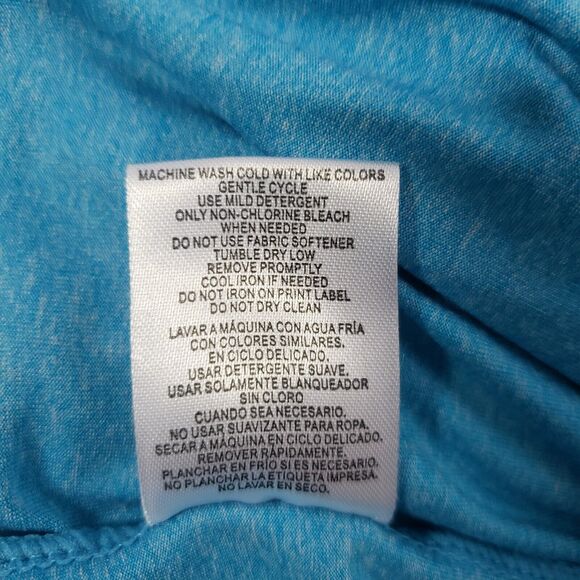 MACHINE WASH COLD WITH LIKE COLORS
GENTLE CYCLE
USE MILD DETERGENT
ONLY NON-CHLORINE BLEACH
WHEN NEEDED
DO NOT USE FABRIC SOFTENER
TUMBLE DRY LOW
REMOVE PROMPTLY
COOL IRON IF NEEDED
DO NOT IRON ON PRINT LABEL
DO NOT DRY CLEAN
LAVAR A MÁQUINA CON AGUA FRÍA
CON COLORES SIMILARES.
EN CICLO DELICADO.
USAR DETERGENTE SUAVE.
USAR SOLAMENTE BLANQUEADOR
SIN CLORO
CUANDO SEA NECESARIO.
NO USAR SUAVIZANTE PARA ROPA.
SECAR A MÁQUINA EN CICLO DELICADO.
REMOVER RÁPIDAMENTE.
PLANCHAR EN FRÍO SI ES NECESARIO.
NO PLANCHAR LA ETIQUETA IMPRESA.
NO LAVAR EN SECO.